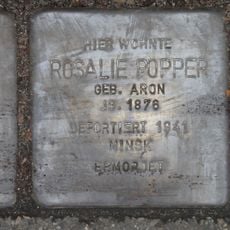 HIER WOHNTE
ROSALIE POPPER
GEB. ARON
JG. 1876
DEPORTIERT 1941
MINSK
ERMORDET